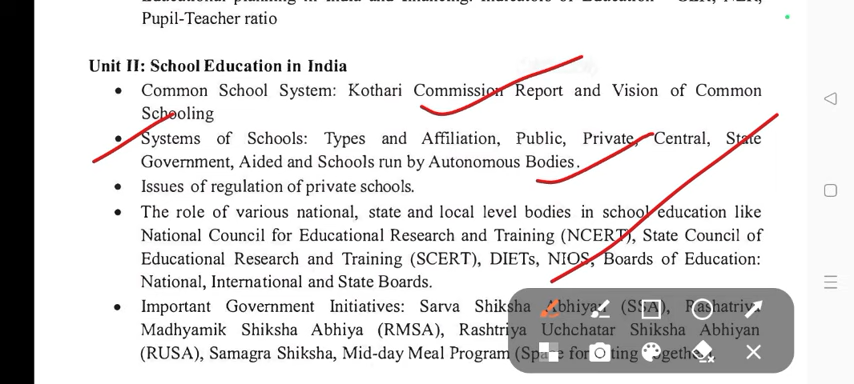 Pupil-Teacher ratio
Unit II: School Education in India
• Common School System: Kothari Commission Report and Vision of Common
Schooling
• Systems of Schools: Types and Affiliation, Public, Private, Central, State
Government, Aided and Schools run by Autonomous Bodies.
• Issues of regulation of private schools.
• The role of various national, state and local level bodies in school education like
National Council for Educational Research and Training (NCERT), State Council of
Educational Research and Training (SCERT), DIETs, NIOS, Boards of Education:
National, International and State Boards.
• Important Government Initiatives: Sarva Shiksha Abhiyan (SSA), Rashatriya
Madhyamik Shiksha Abhiya (RMSA), Rashtriya Uchchatar Shiksha Abhiyan
(RUSA), Samagra Shiksha, Mid-day Meal Program